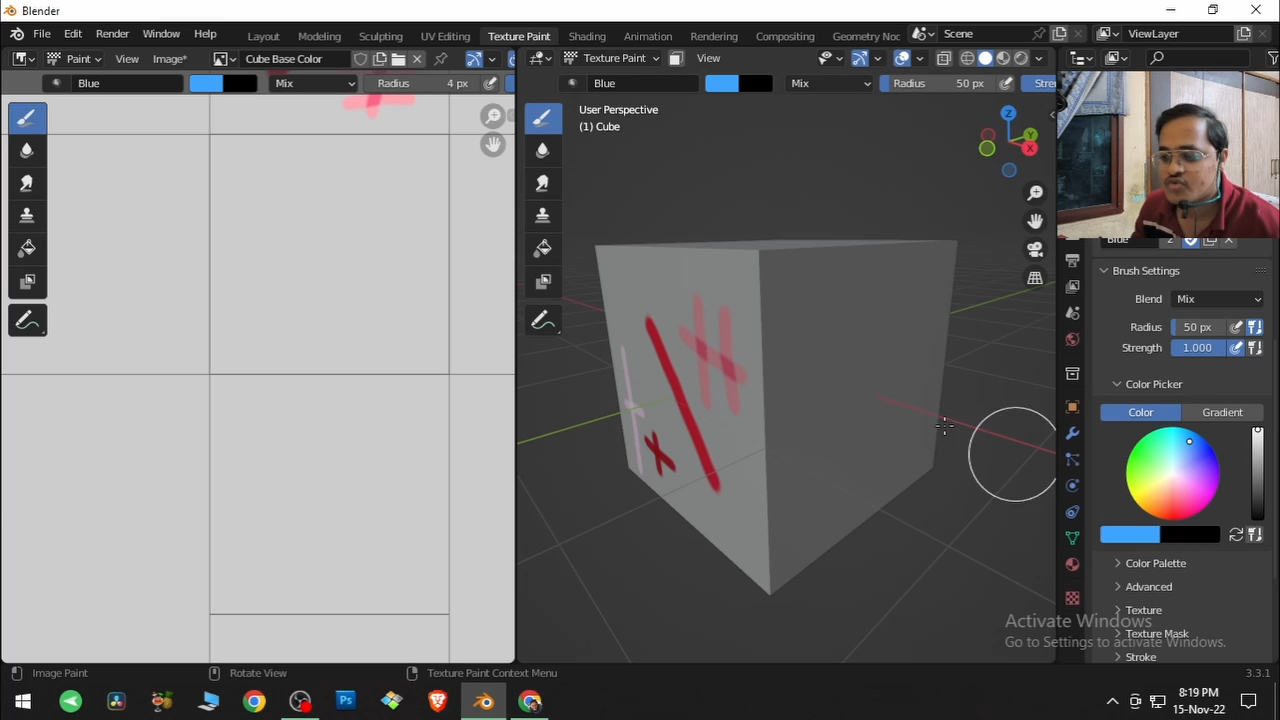 Blender
File Edit Render Window Help
Layout Modeling Sculpting UV Editing Texture Paint Shading Animation Rendering Compositing Geometry Noc
Scene
ViewLayer
Paint View Image* Cube Base Color
Texture Paint View
Blue Mix Radius 4 px
Blue Mix Radius 50 px Stre
User Perspective
(1) Cube
Z
Y
X
Blue 2
Brush Settings
Blend Mix
Radius 50 px
Strength 1.000
Color Picker
Color Gradient
Color Palette
Advanced
Texture
Texture Mask
Stroke
Activate Windows
Go to Settings to activate Windows.
Image Paint Rotate View Texture Paint Context Menu 3.3.1
Ps
8:19 PM
15-Nov-22